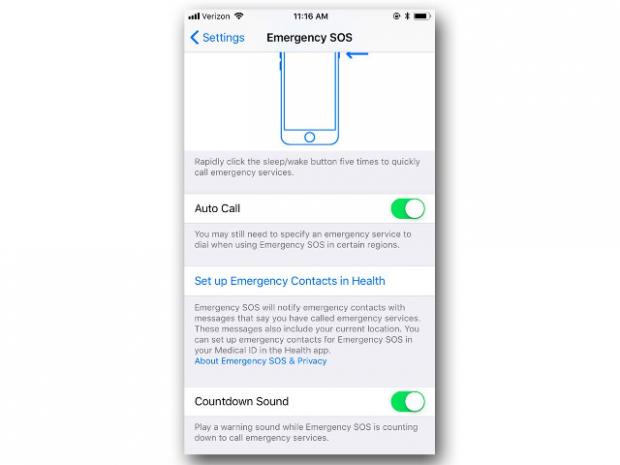 Verizon 11:16 AM
Settings Emergency SOS
Rapidly click the sleep/wake button five times to quickly
call emergency services.
Auto Call
You may still need to specify an emergency service to
dial when using Emergency SOS in certain regions.
Set up Emergency Contacts in Health
Emergency SOS will notify emergency contacts with
messages that say you have called emergency services.
These messages also include your current location. You
can set up emergency contacts for Emergency SOS in
your Medical ID in the Health app.
About Emergency SOS & Privacy
Countdown Sound
Play a warning sound while Emergency SOS is counting
down to call emergency services.